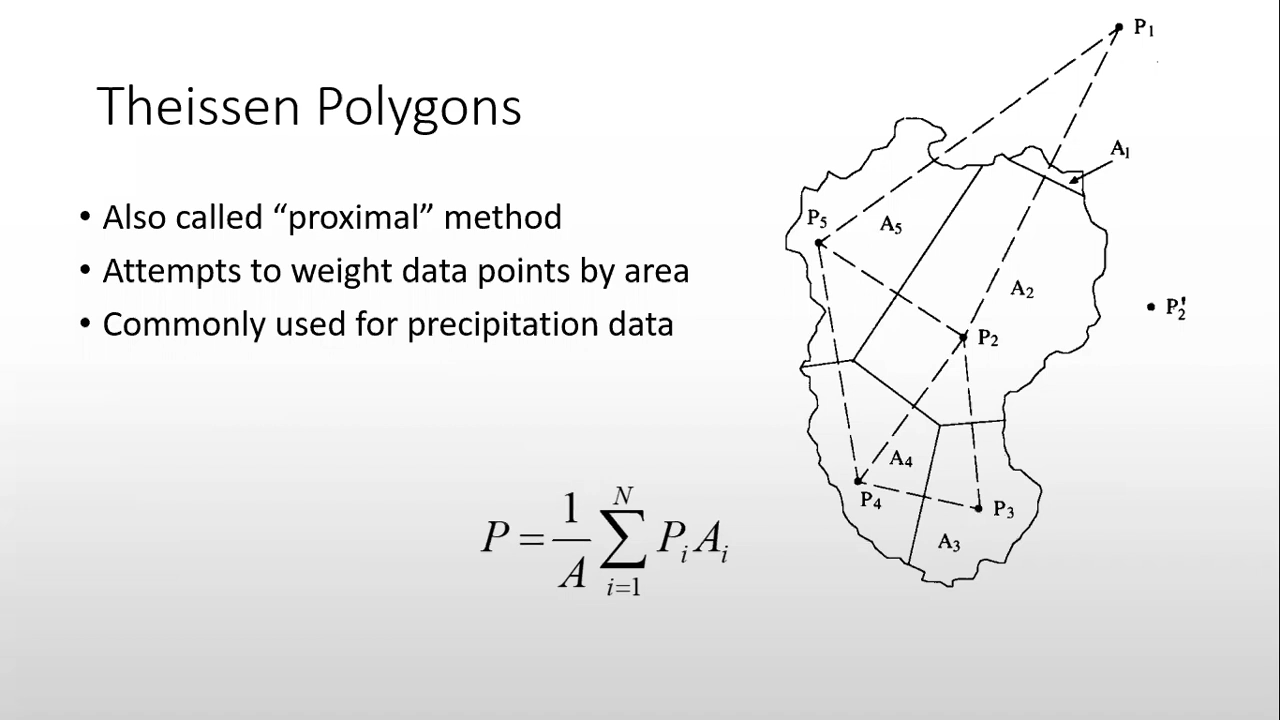 Theissen Polygons
• Also called “proximal” method
• Attempts to weight data points by area
• Commonly used for precipitation data
P = 1/A ∑_{i=1}^{N} P_i A_i
P₁
A₁
P₅
A₅
A₂
P₂′
P₂
A₄
P₄
P₃
A₃